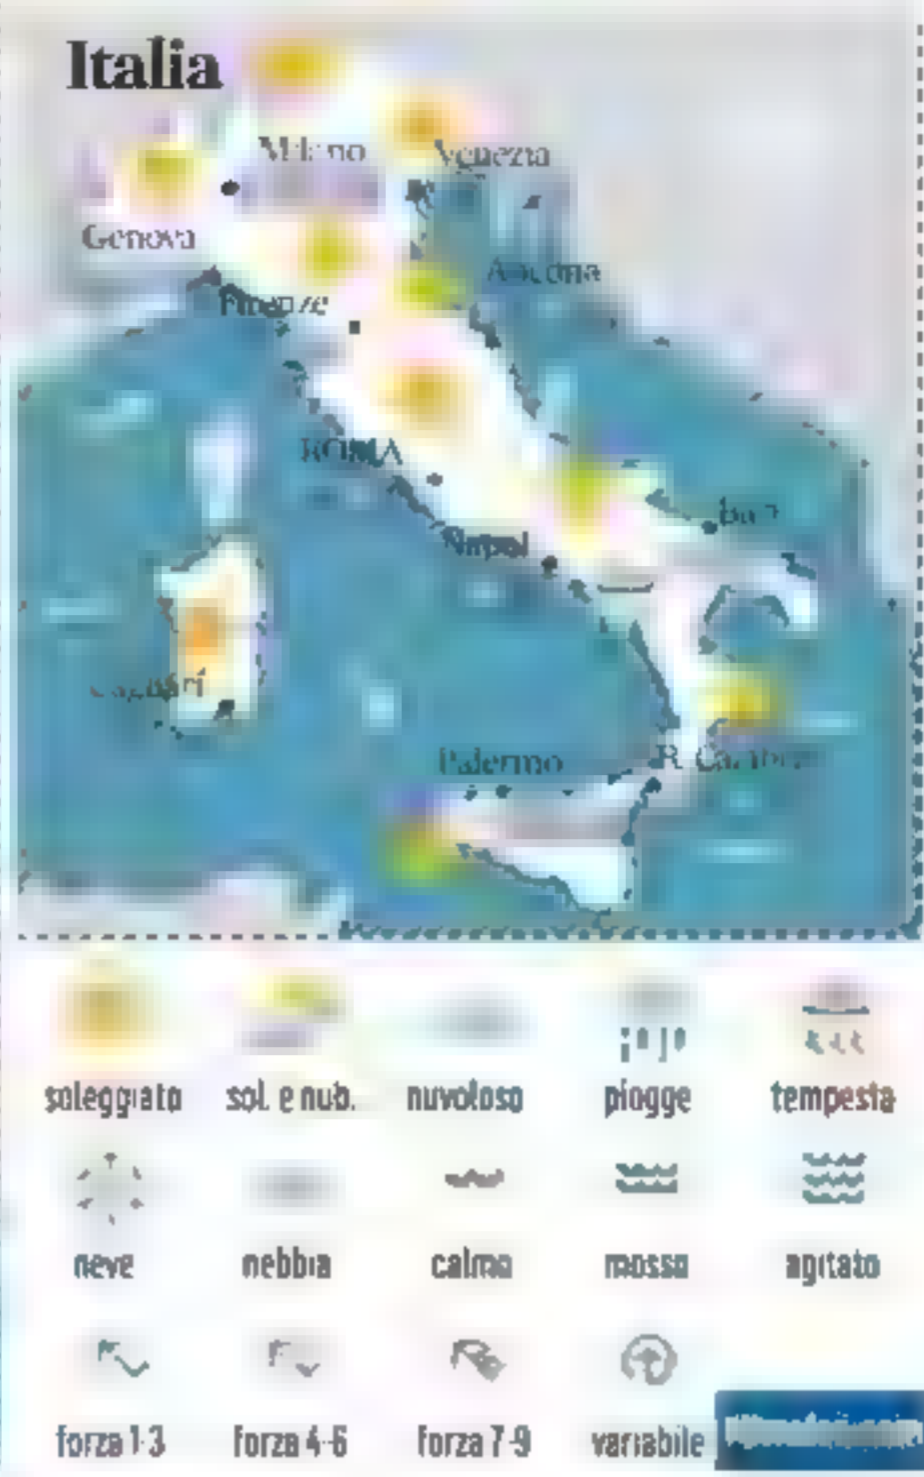 Italia
Milano
Venezia
Genova
Ancona
Firenze
ROMA
Bari
Napoli
Cagliari
Palermo
R. Calabria
soleggiato sol. e nub. nuvoloso piogge tempesta
neve nebbia calmo mosso agitato
forza 1-3 forza 4-6 forza 7-9 variabile